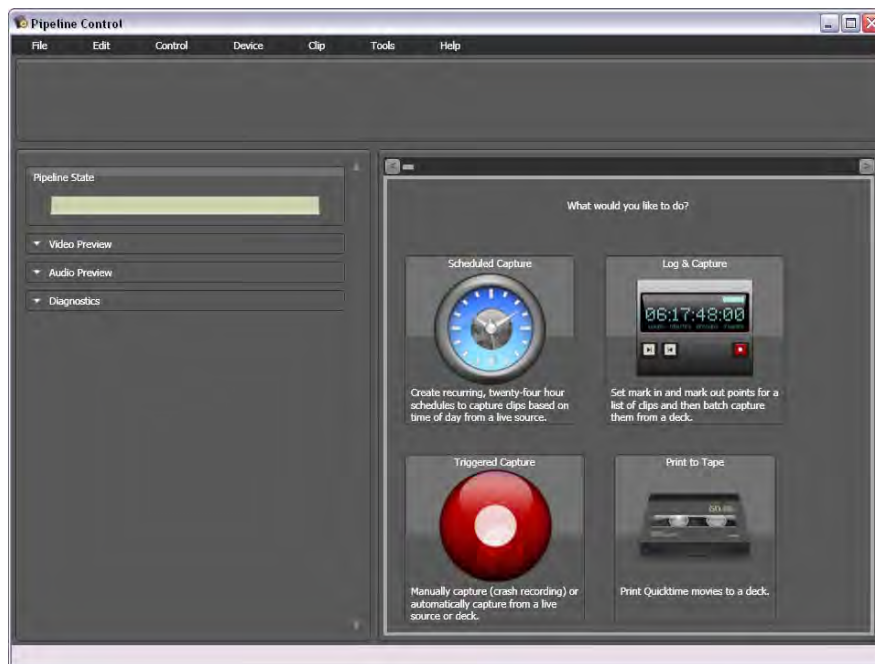 Pipeline Control
File Edit Control Device Clip Tools Help
Pipeline State
Video Preview
Audio Preview
Diagnostics
What would you like to do?
Scheduled Capture
Create recurring, twenty-four hour
schedules to capture clips based on
time of day from a live source.
Log & Capture
06:17:48:00
Set mark in and mark out points for a
list of clips and then batch capture
them from a deck.
Triggered Capture
Manually capture (crash recording) or
automatically capture from a live
source or deck.
Print to Tape
Print Quicktime movies to a deck.